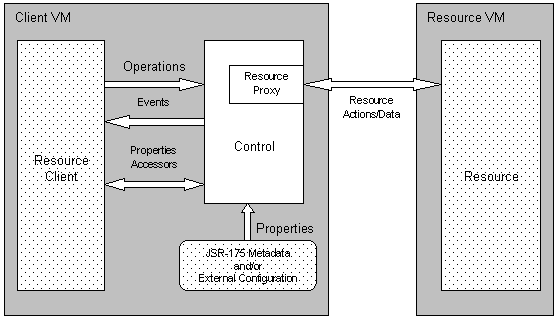 Client VM
Resource VM
Operations
Resource
Proxy
Events
Resource
Actions/Data
Properties
Accessors
Control
Resource
Client
Resource
Properties
JSR-175 Metadata
and/or
External Configuration